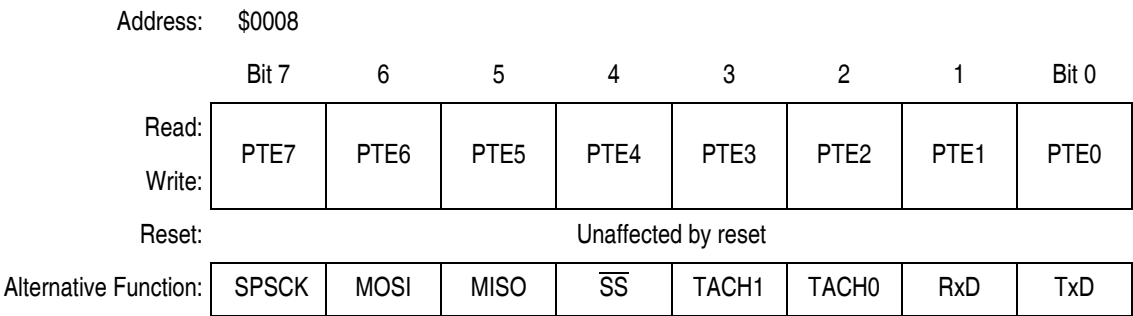 Address: $0008
Bit 7 6 5 4 3 2 1 Bit 0
Read:
PTE7 PTE6 PTE5 PTE4 PTE3 PTE2 PTE1 PTE0
Write:
Reset: Unaffected by reset
Alternative Function: SPSCK MOSI MISO S̅S̅ TACH1 TACH0 RxD TxD